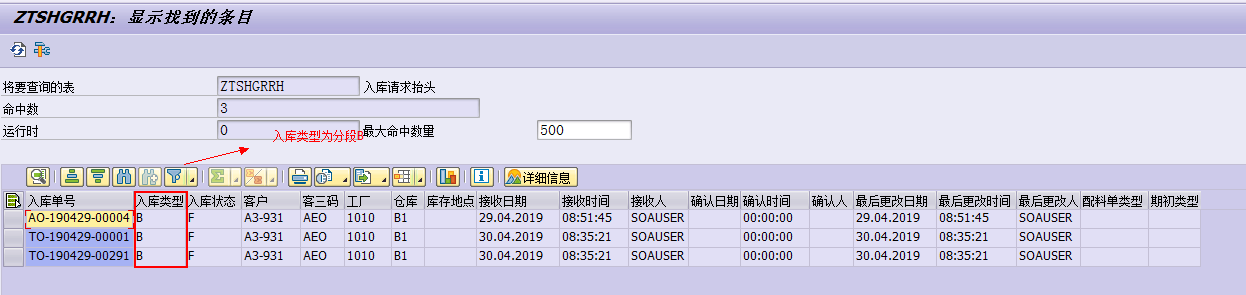 ZTSHGRRH：显示找到的条目
将要查询的表 ZTSHGRRH 入库请求抬头
命中数 3
运行时 0 最大命中数量 500
入库类型为分段B
详细信息
入库单号 入库类型 入库状态 客户 客三码 工厂 仓库 库存地点 接收日期 接收时间 接收人 确认日期 确认时间 确认人 最后更改日期 最后更改时间 最后更改人 配料单类型 期初类型
AO-190429-00004 B F A3-931 AEO 1010 B1 29.04.2019 08:51:45 SOAUSER 00:00:00 29.04.2019 08:51:45 SOAUSER
TO-190429-00001 B F A3-931 AEO 1010 B1 30.04.2019 08:35:21 SOAUSER 00:00:00 30.04.2019 08:35:21 SOAUSER
TO-190429-00291 B F A3-931 AEO 1010 B1 30.04.2019 08:35:21 SOAUSER 00:00:00 30.04.2019 08:35:21 SOAUSER